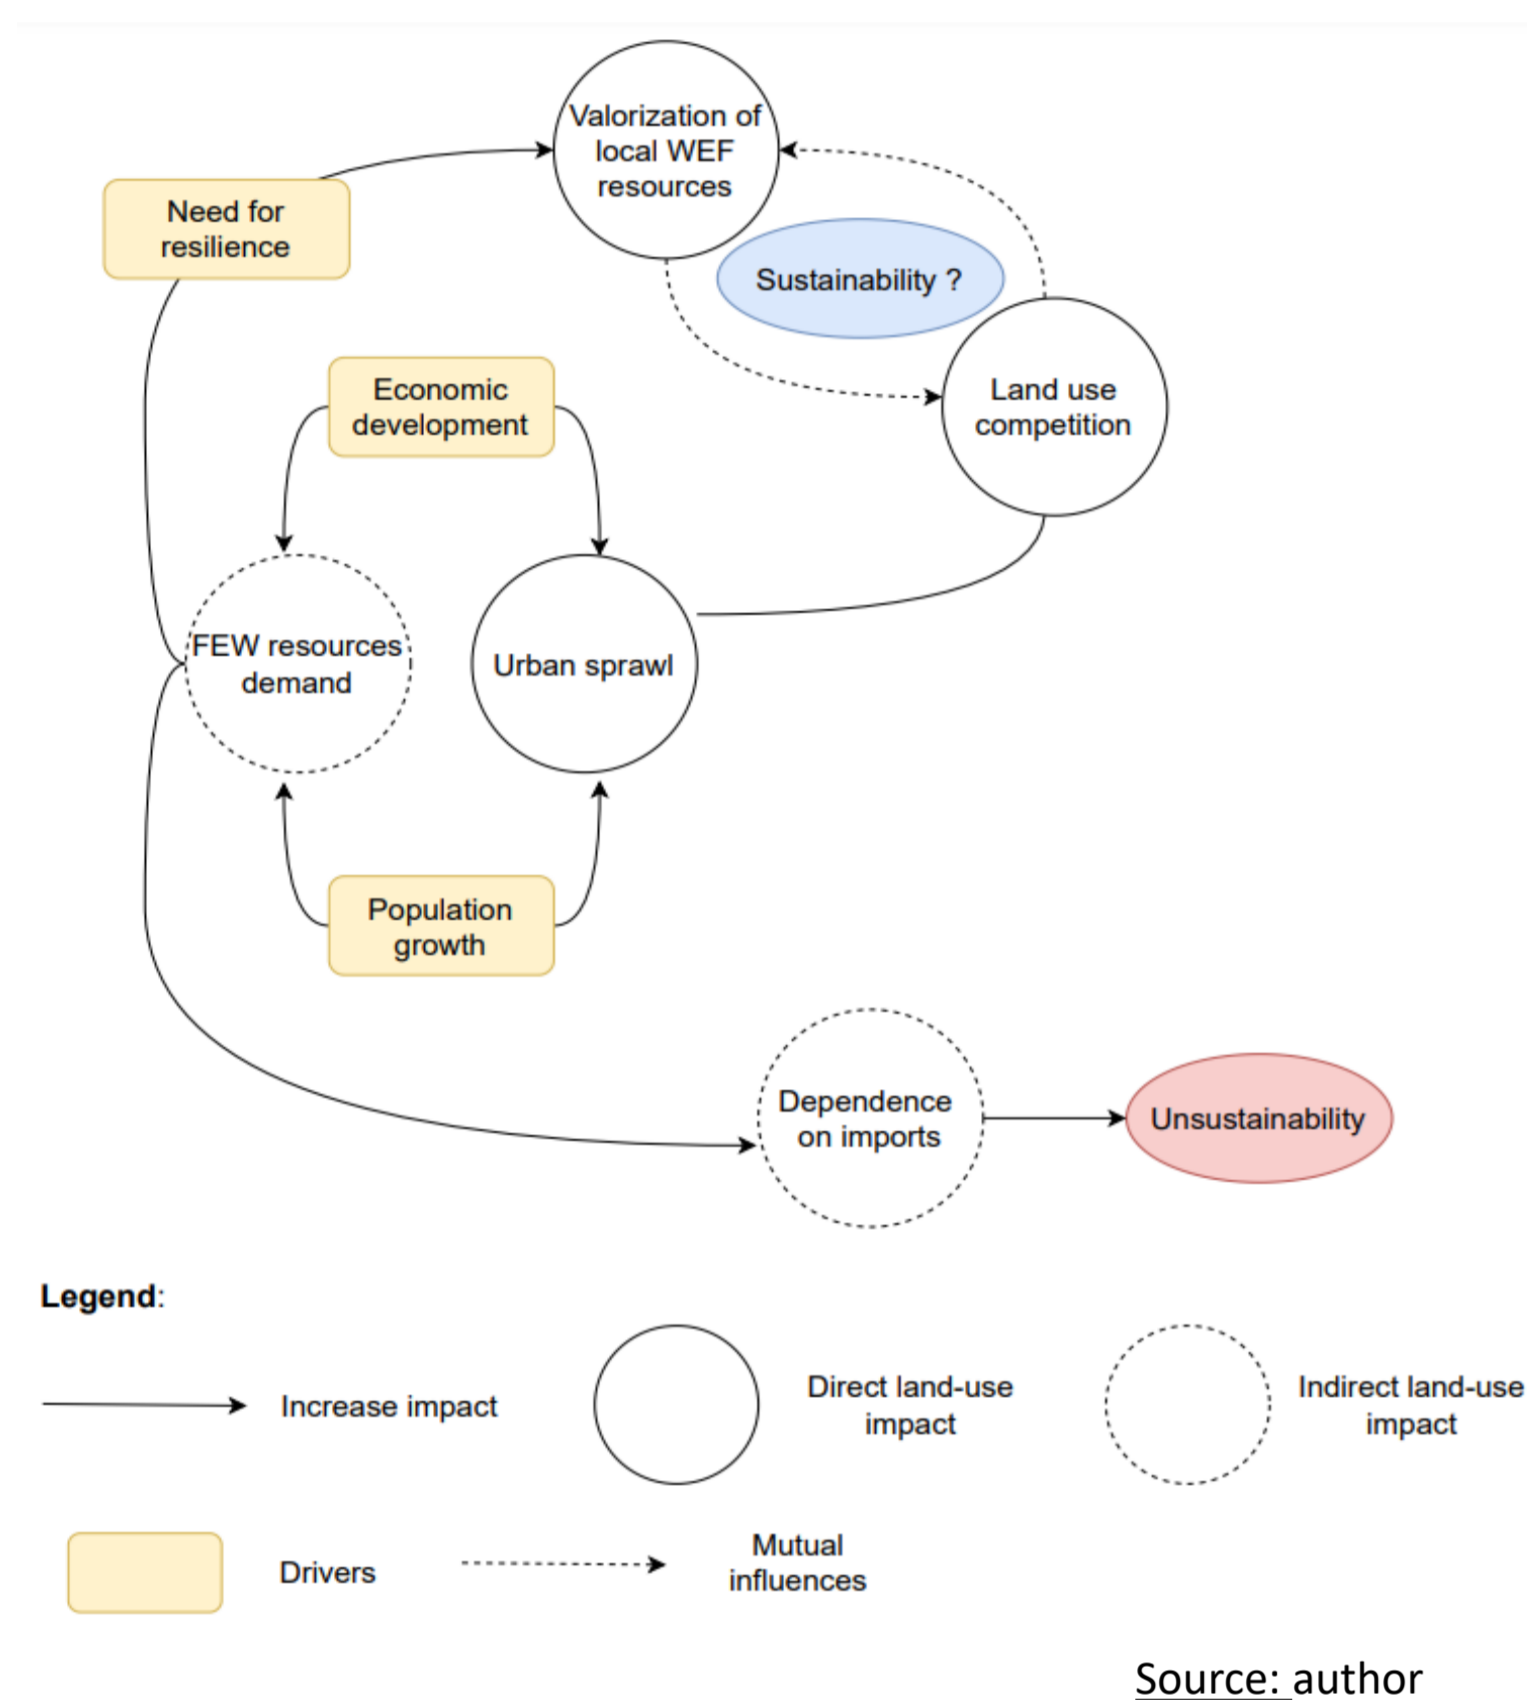 Valorization of
local WEF
resources
Need for
resilience
Sustainability ?
Economic
development
Land use
competition
FEW resources
demand
Urban sprawl
Population
growth
Dependence
on imports
Unsustainability
Legend:
Increase impact
Direct land-use
impact
Indirect land-use
impact
Drivers
Mutual
influences
Source: author